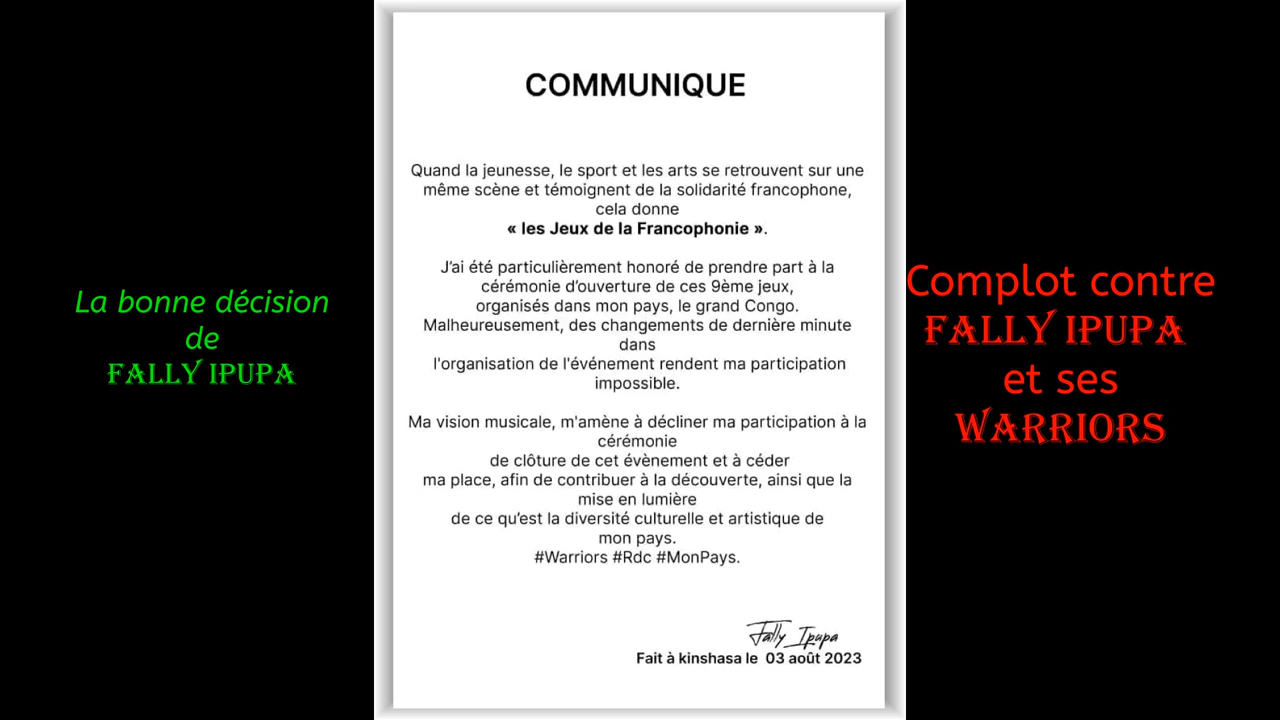 La bonne décision
de
FALLY IPUPA
COMMUNIQUE
Quand la jeunesse, le sport et les arts se retrouvent sur une
même scène et témoignent de la solidarité francophone,
cela donne
« les Jeux de la Francophonie ».
J'ai été particulièrement honoré de prendre part à la
cérémonie d'ouverture de ces 9ème jeux,
organisés dans mon pays, le grand Congo.
Malheureusement, des changements de dernière minute
dans
l'organisation de l'événement rendent ma participation
impossible.
Ma vision musicale, m'amène à décliner ma participation à la
cérémonie
de clôture de cet évènement et à céder
ma place, afin de contribuer à la découverte, ainsi que la
mise en lumière
de ce qu'est la diversité culturelle et artistique de
mon pays.
#Warriors #Rdc #MonPays.
Fally Ipupa
Fait à kinshasa le 03 août 2023
Complot contre
FALLY IPUPA
et ses
WARRIORS